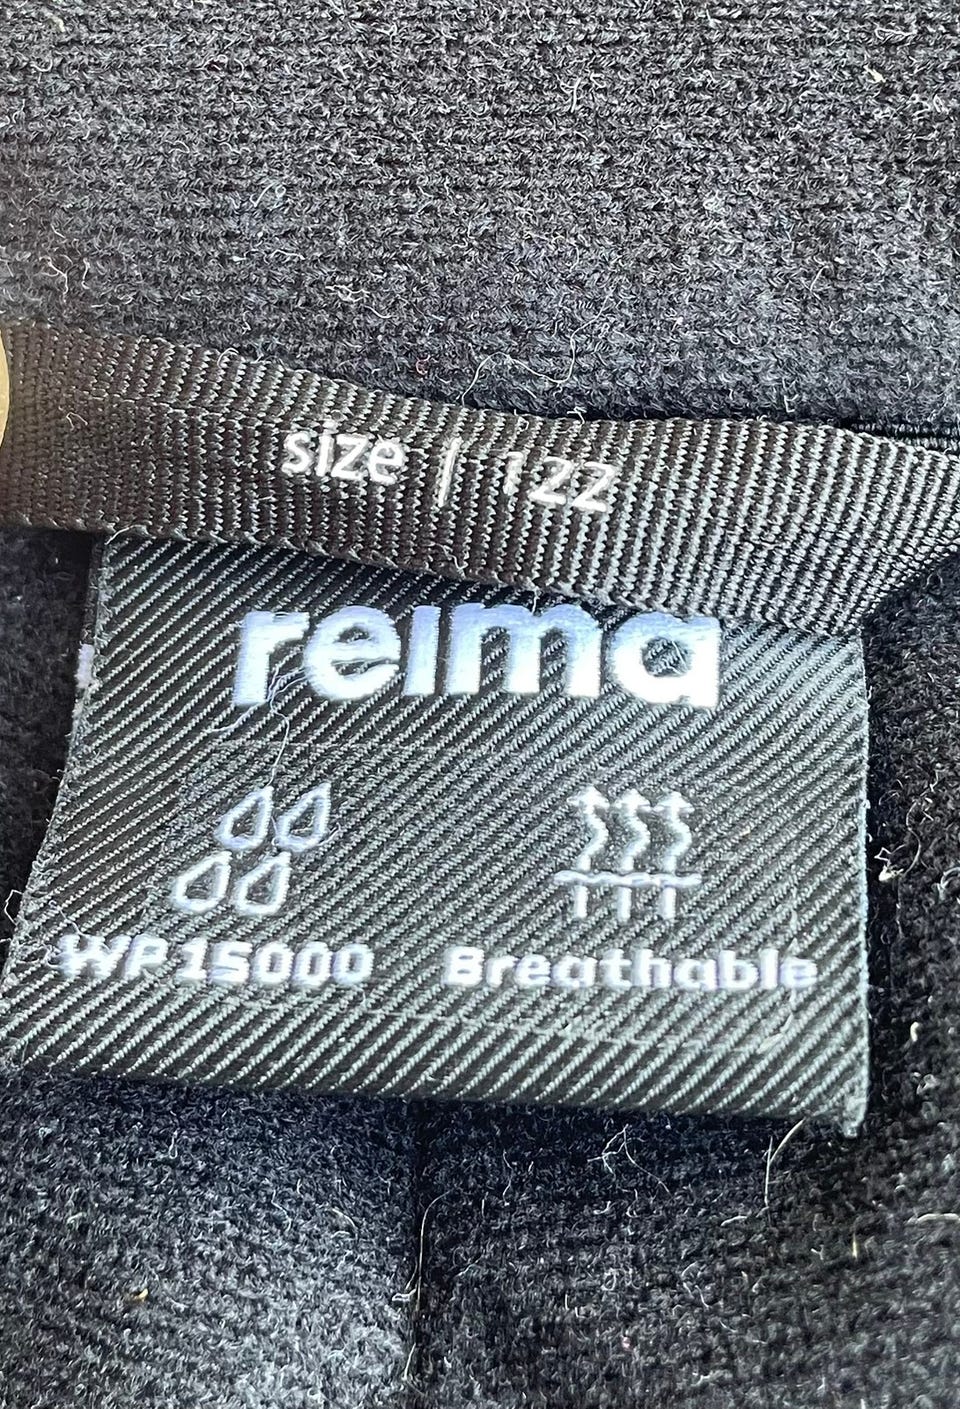 size | 122
reima
WP15000 Breathable